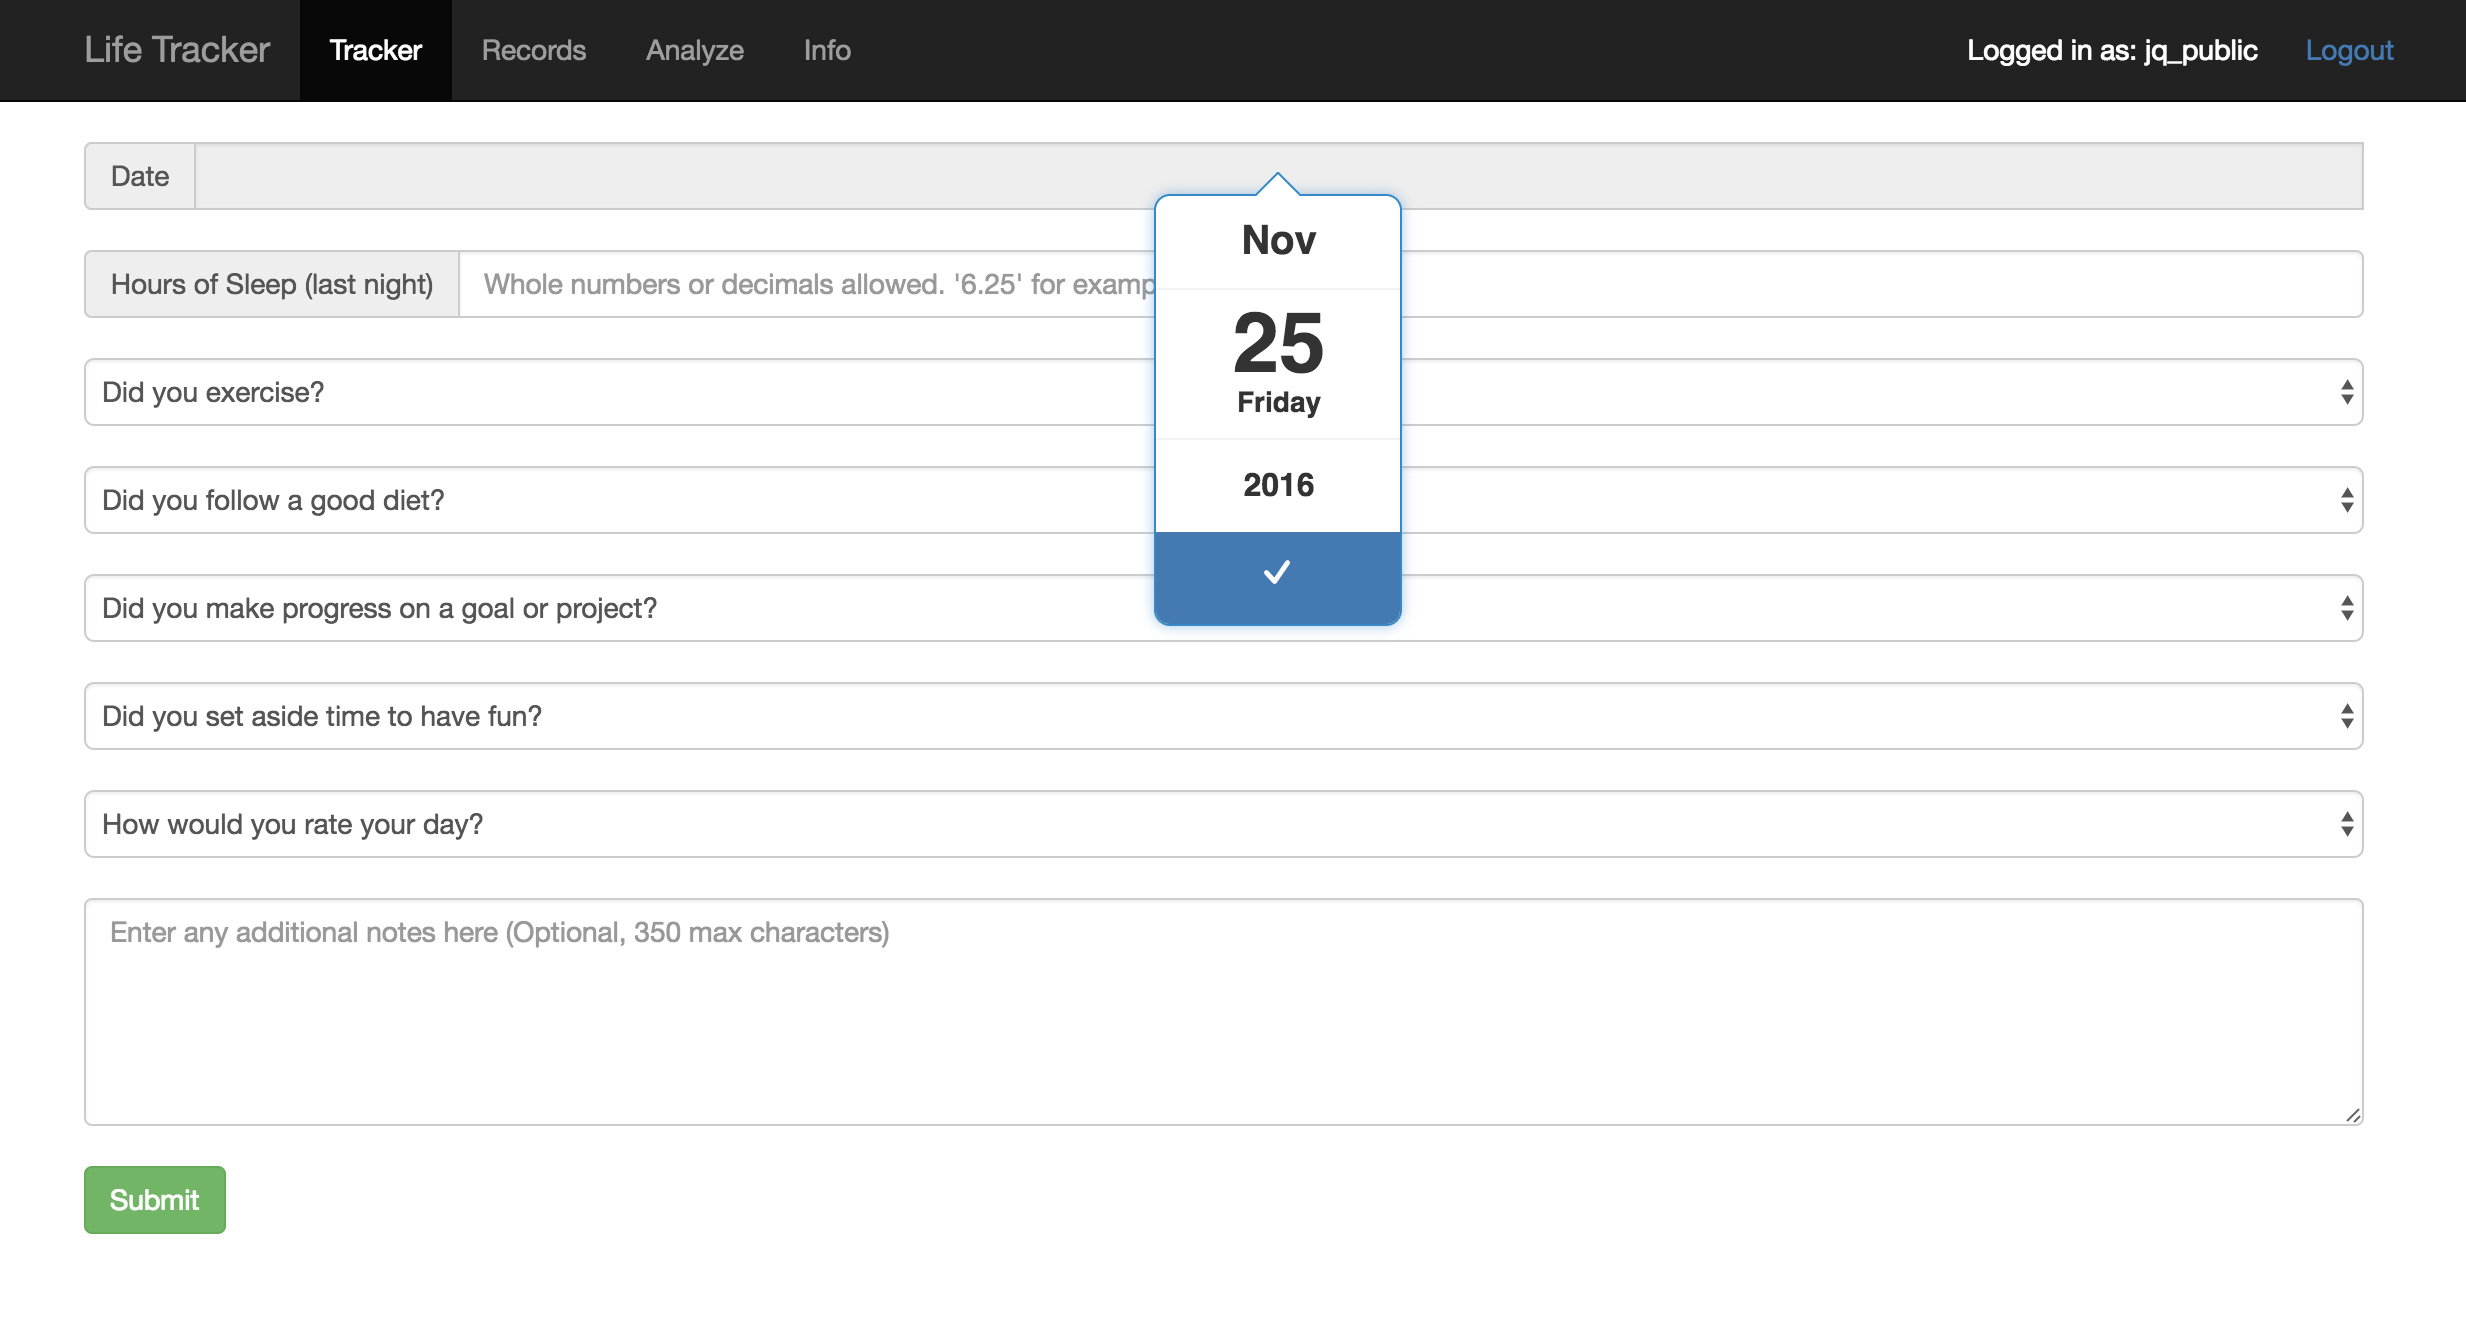 Life Tracker Tracker Records Analyze Info Logged in as: jq_public Logout
Date
Nov
Hours of Sleep (last night) Whole numbers or decimals allowed. '6.25' for
25
Friday
Did you exercise?
2016
Did you follow a good diet?
Did you make progress on a goal or project?
Did you set aside time to have fun?
How would you rate your day?
Enter any additional notes here (Optional, 350 max characters)
Submit